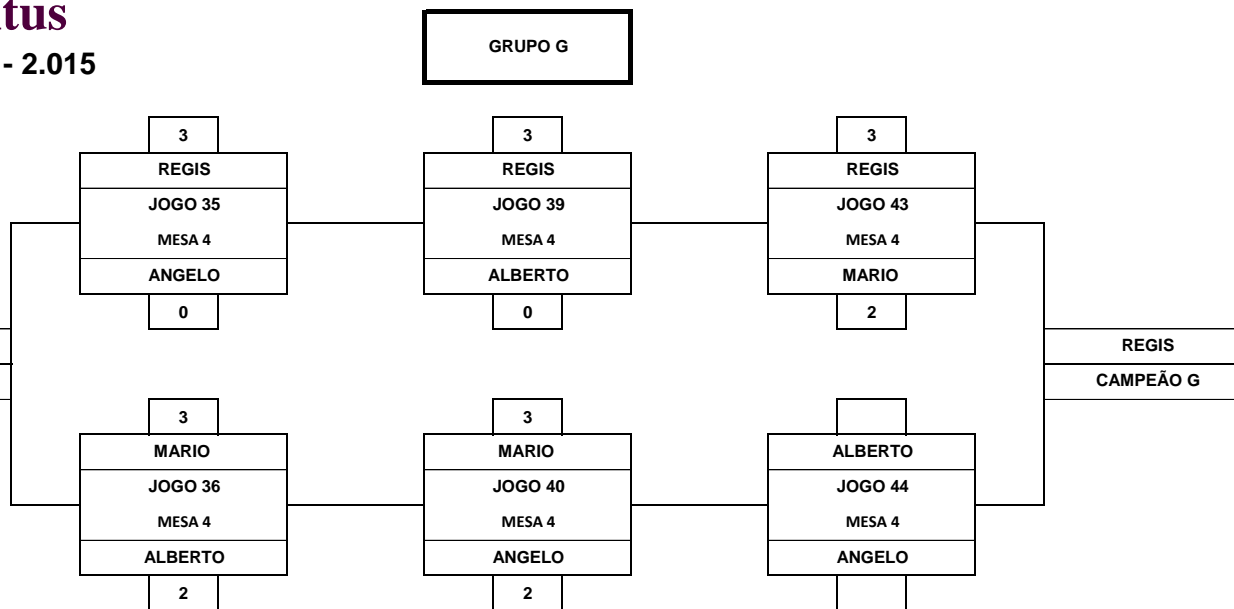 tus
- 2.015
GRUPO G
3
REGIS
JOGO 35
MESA 4
ANGELO
0
3
REGIS
JOGO 39
MESA 4
ALBERTO
0
3
REGIS
JOGO 43
MESA 4
MARIO
2
REGIS
CAMPEÃO G
3
MARIO
JOGO 36
MESA 4
ALBERTO
2
3
MARIO
JOGO 40
MESA 4
ANGELO
2
ALBERTO
JOGO 44
MESA 4
ANGELO